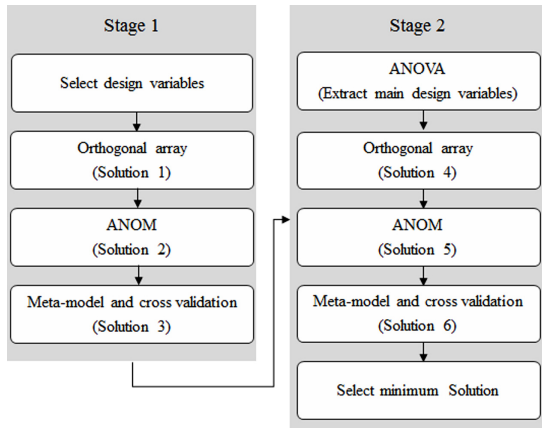 Stage 1
Select design variables
Orthogonal array
(Solution 1)
ANOM
(Solution 2)
Meta-model and cross validation
(Solution 3)
Stage 2
ANOVA
(Extract main design variables)
Orthogonal array
(Solution 4)
ANOM
(Solution 5)
Meta-model and cross validation
(Solution 6)
Select minimum Solution